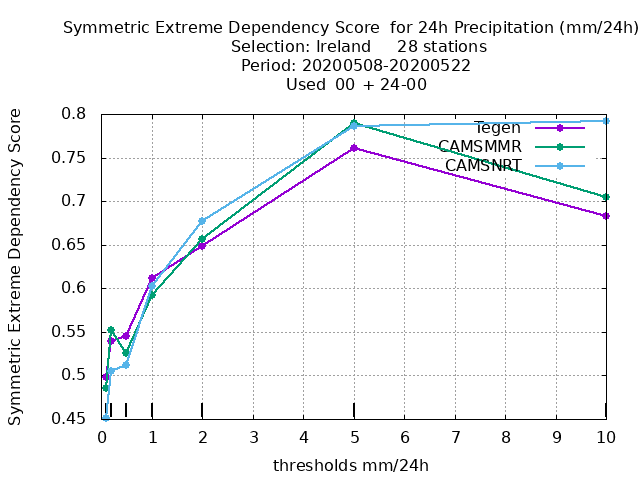 Symmetric Extreme Dependency Score  for 24h Precipitation (mm/24h)
Selection: Ireland     28 stations
Period: 20200508-20200522
Used  00  + 24-00
Symmetric Extreme Dependency Score
0.8
0.75
0.7
0.65
0.6
0.55
0.5
0.45
Tegen
CAMSMMR
CAMSNRT
0 1 2 3 4 5 6 7 8 9 10
thresholds mm/24h